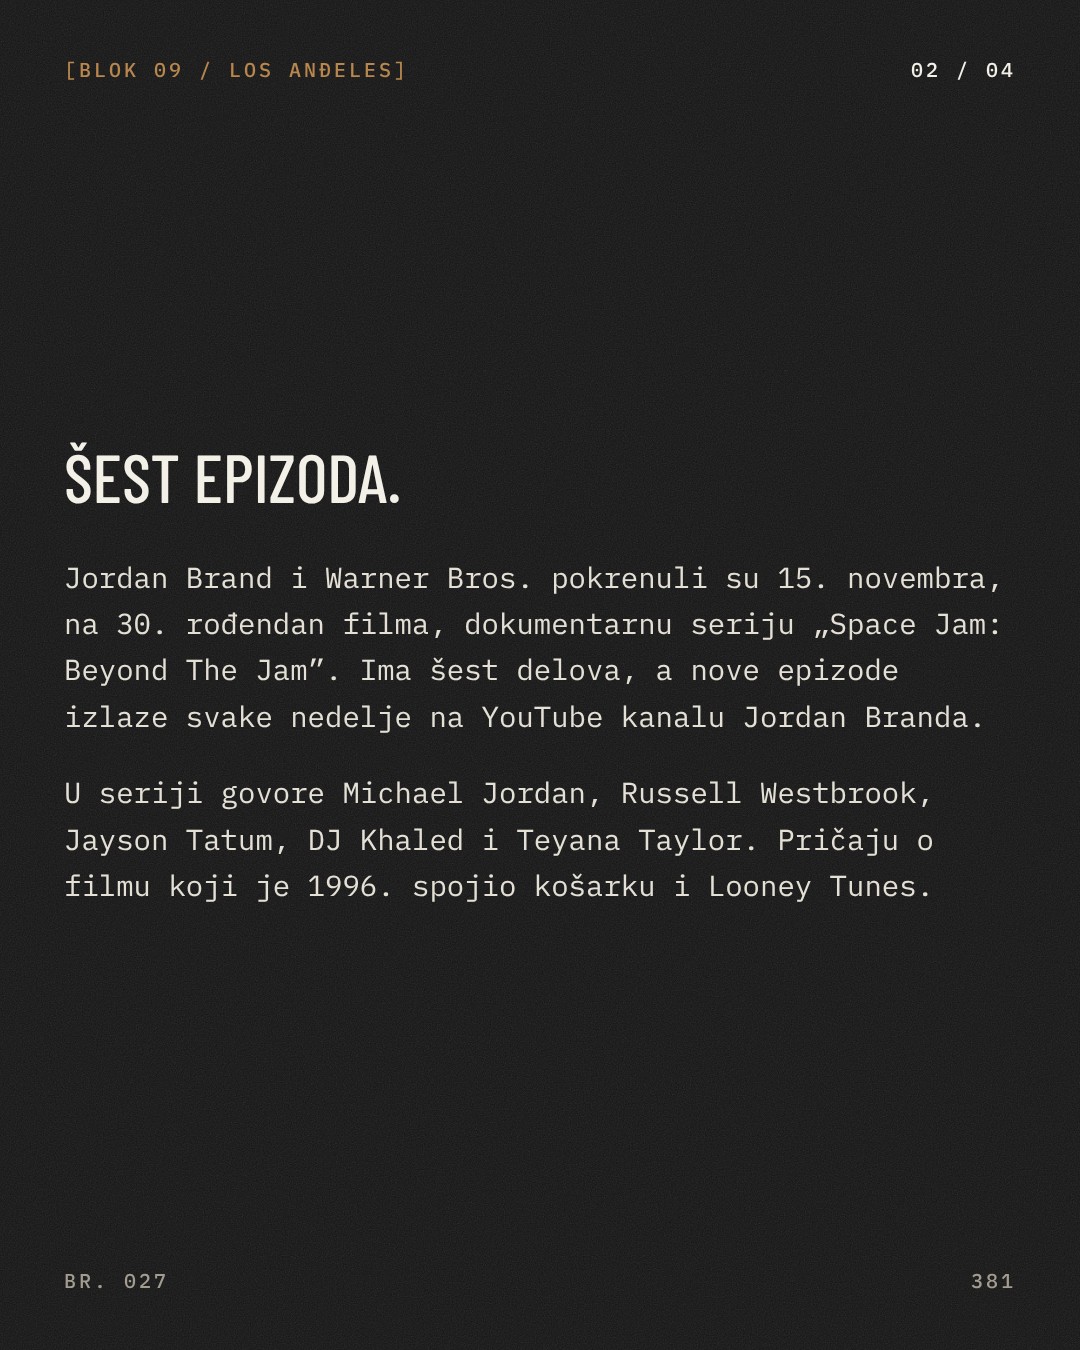 [BLOK 09 / LOS ANĐELES]
02 / 04
ŠEST EPIZODA.
Jordan Brand i Warner Bros. pokrenuli su 15. novembra,
na 30. rođendan filma, dokumentarnu seriju „Space Jam:
Beyond The Jam”. Ima šest delova, a nove epizode
izlaze svake nedelje na YouTube kanalu Jordan Branda.
U seriji govore Michael Jordan, Russell Westbrook,
Jayson Tatum, DJ Khaled i Teyana Taylor. Pričaju o
filmu koji je 1996. spojio košarku i Looney Tunes.
BR. 027
381